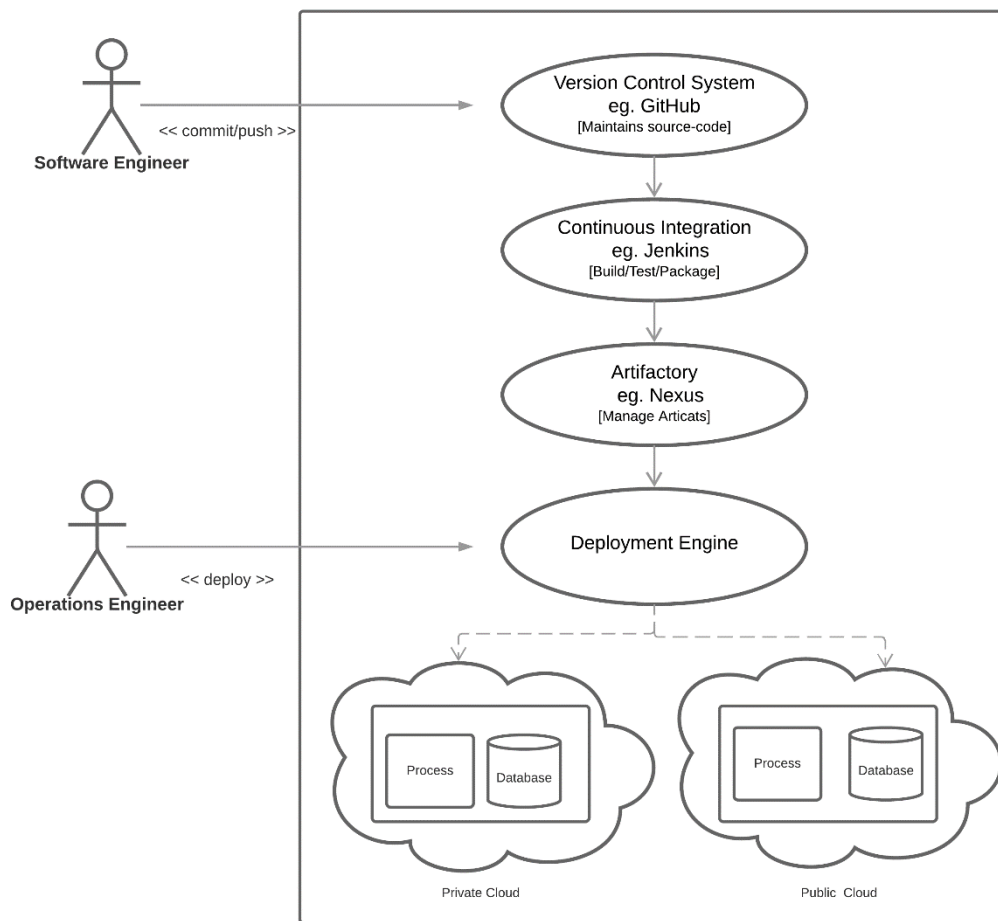 Version Control System
eg. GitHub
[Maintains source-code]
<< commit/push >>
Software Engineer
Continuous Integration
eg. Jenkins
[Build/Test/Package]
Artifactory
eg. Nexus
[Manage Articats]
Deployment Engine
<< deploy >>
Operations Engineer
Process
Database
Process
Database
Private Cloud
Public Cloud